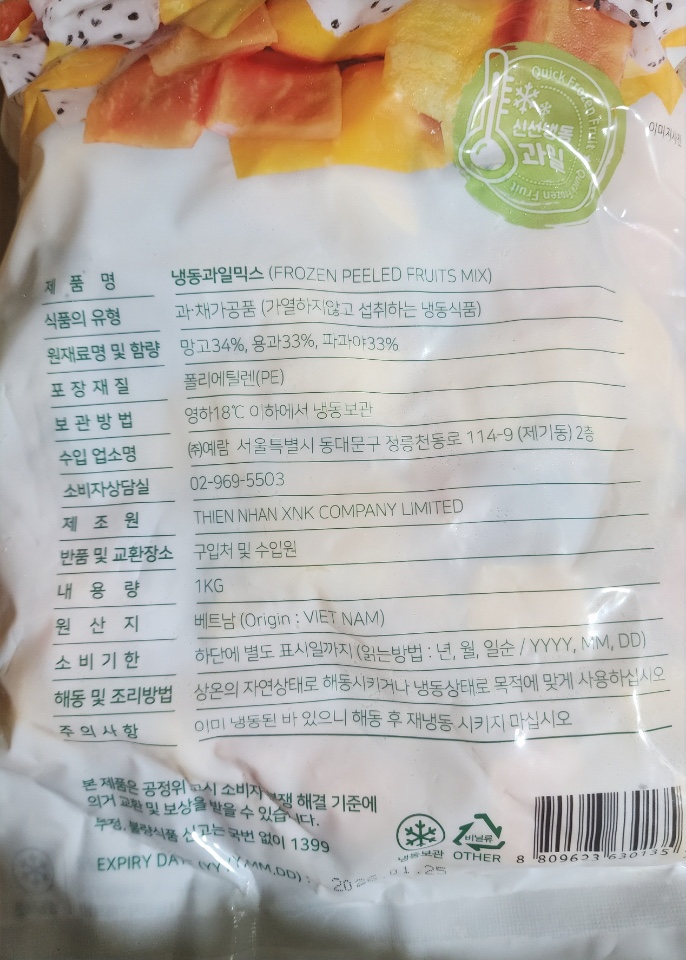 Quick Frozen Fruit
신선냉동
과일
Quick Frozen Fruit
이미지사진
제 품 명 냉동과일믹스 (FROZEN PEELED FRUITS MIX)
식품의 유형 과·채가공품 (가열하지않고 섭취하는 냉동식품)
원재료명 및 함량 망고34%, 용과33%, 파파야33%
포 장 재 질 폴리에틸렌(PE)
보 관 방 법 영하18℃ 이하에서 냉동보관
수입 업소명 ㈜예람 서울특별시 동대문구 정릉천동로 114-9 (제기동) 2층
소비자상담실 02-969-5503
제 조 원 THIEN NHAN XNK COMPANY LIMITED
반품 및 교환장소 구입처 및 수입원
내 용 량 1KG
원 산 지 베트남 (Origin : VIET NAM)
소 비 기 한 하단에 별도 표시일까지 (읽는방법 : 년, 월, 일순 / YYYY, MM, DD)
해동 및 조리방법 상온의 자연상태로 해동시키거나 냉동상태로 목적에 맞게 사용하십시오
주 의 사 항 이미 냉동된 바 있으니 해동 후 재냉동 시키지 마십시오
본 제품은 공정위 고시 소비자 분쟁 해결 기준에
의거 교환 및 보상을 받을 수 있습니다.
부정, 불량식품 신고는 국번 없이 1399
EXPIRY DATE (YYYY.MM.DD) :
01.25
냉동보관
비닐류
OTHER
8 809623 630135